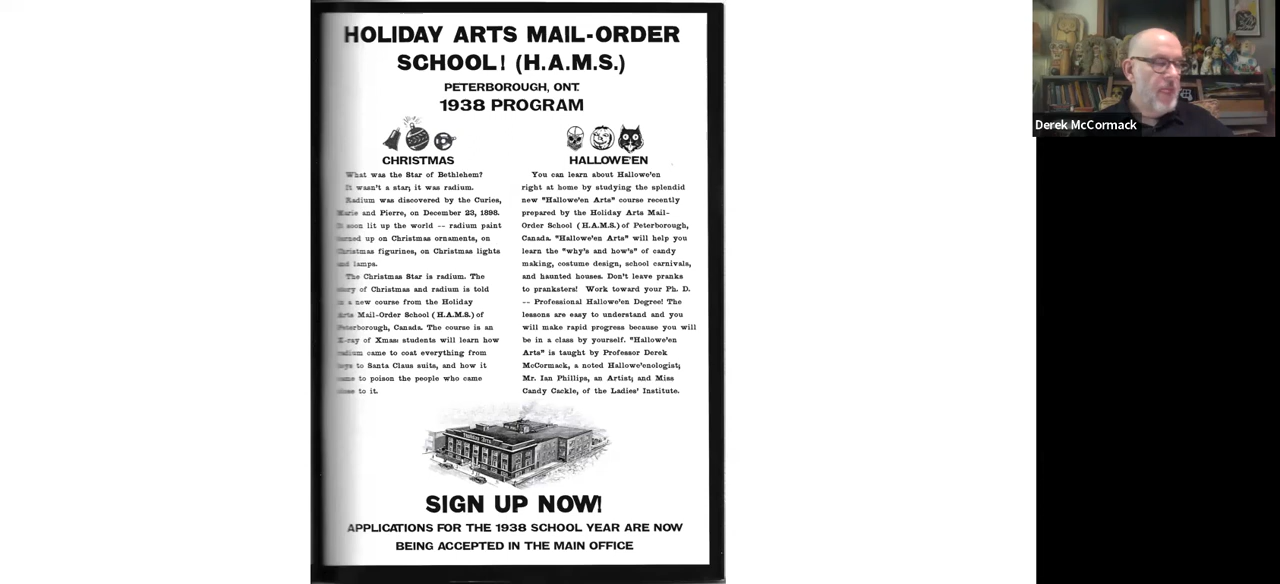 HOLIDAY ARTS MAIL-ORDER
SCHOOL! (H.A.M.S.)
PETERBOROUGH, ONT.
1938 PROGRAM
CHRISTMAS
What was the Star of Bethlehem?
It wasn't a star; it was radium.
Radium was discovered by the Curies,
Marie and Pierre, on December 23, 1898.
It soon lit up the world -- radium paint
turned up on Christmas ornaments, on
Christmas figurines, on Christmas lights
and lamps.
The Christmas Star is radium. The
story of Christmas and radium is told
in a new course from the Holiday
Arts Mail-Order School (H.A.M.S.) of
Peterborough, Canada. The course is an
X-ray of Xmas: students will learn how
radium came to coat everything from
toys to Santa Claus suits, and how it
came to poison the people who came
close to it.
HALLOWE'EN
You can learn about Hallowe'en
right at home by studying the splendid
new "Hallowe'en Arts" course recently
prepared by the Holiday Arts Mail-
Order School (H.A.M.S.) of Peterborough,
Canada. "Hallowe'en Arts" will help you
learn the "why's and how's" of candy
making, costume design, school carnivals,
and haunted houses. Don't leave pranks
to pranksters! Work toward your Ph. D.
-- Professional Hallowe'en Degree! The
lessons are easy to understand and you
will make rapid progress because you will
be in a class by yourself. "Hallowe'en
Arts" is taught by Professor Derek
McCormack, a noted Hallowe'enologist;
Mr. Ian Phillips, an Artist; and Miss
Candy Cackle, of the Ladies' Institute.
SIGN UP NOW!
APPLICATIONS FOR THE 1938 SCHOOL YEAR ARE NOW
BEING ACCEPTED IN THE MAIN OFFICE
Derek McCormack